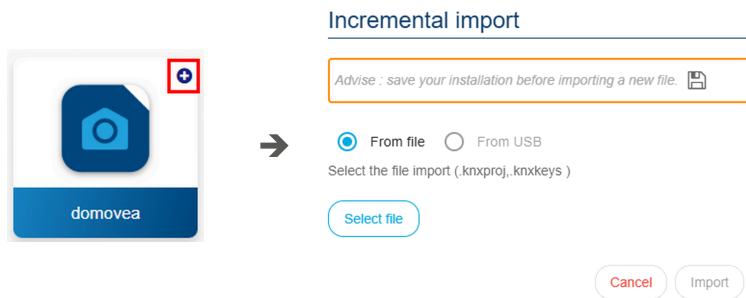 Incremental import
Advise : save your installation before importing a new file.
From file From USB
Select the file import (.knxproj,.knxkeys )
domovea
Select file
Cancel Import